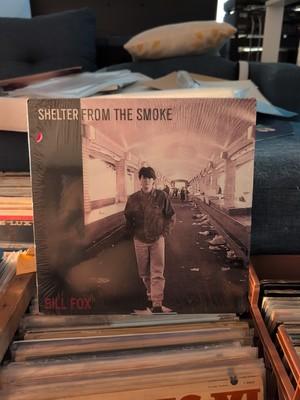 SHELTER FROM THE SMOKE
BILL FOX